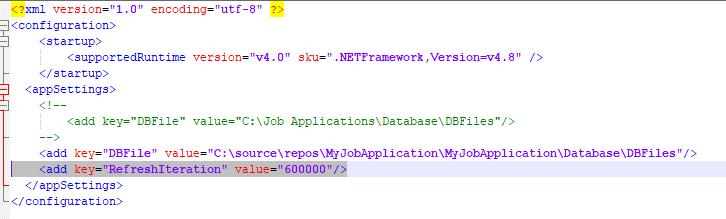 <?xml version="1.0" encoding="utf-8" ?>
<configuration>
<startup>
<supportedRuntime version="v4.0" sku=".NETFramework,Version=v4.8" />
</startup>
<appSettings>
<!--
<add key="DBFile" value="C:\Job Applications\Database\DBFiles"/>
-->
<add key="DBFile" value="C:\source\repos\MyJobApplication\MyJobApplication\Database\DBFiles"/>
<add key="RefreshIteration" value="600000"/>
</appSettings>
</configuration>